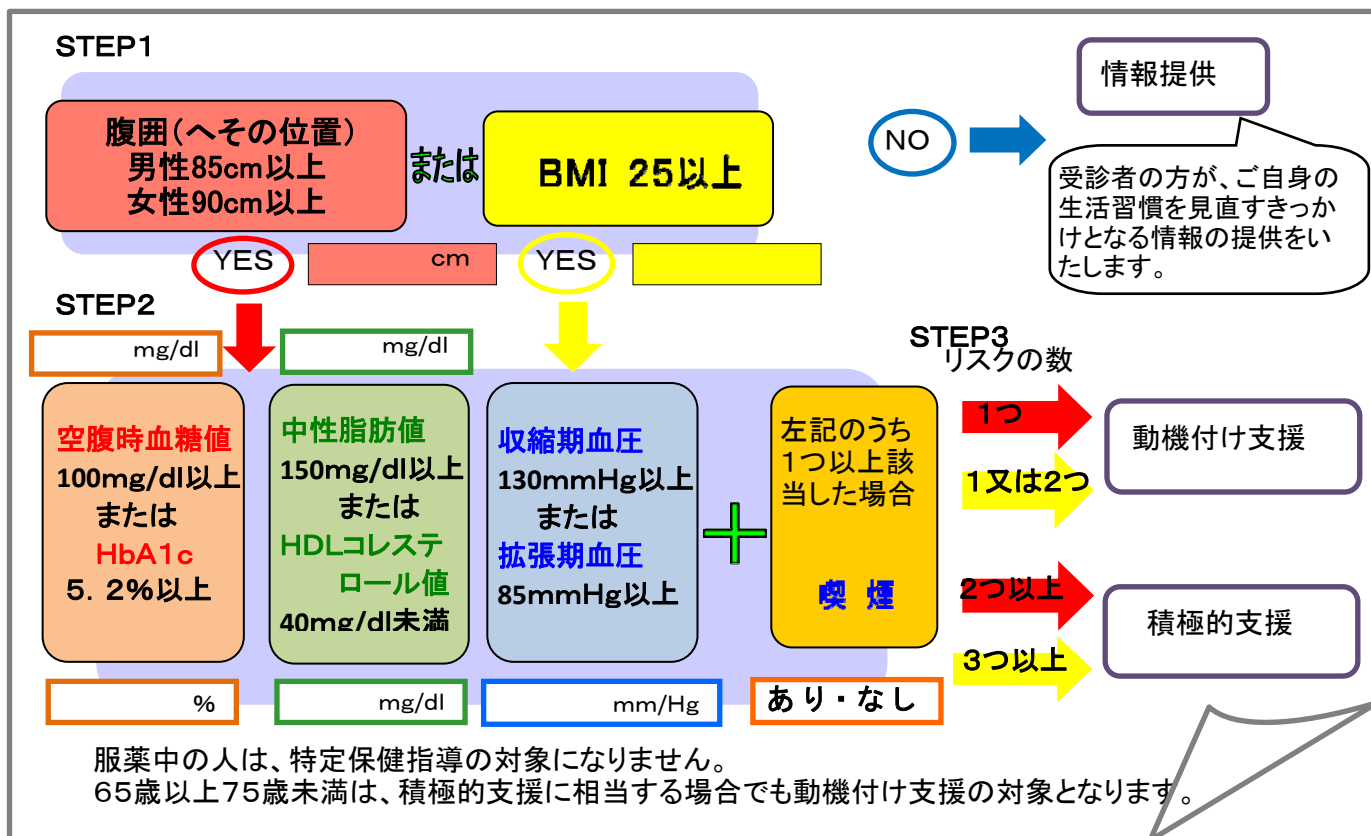 STEP1
腹囲(へその位置)
男性85cm以上
女性90cm以上
または
BMI 25以上
NO
情報提供
受診者の方が、ご自身の
生活習慣を見直すきっか
けとなる情報の提供をい
たします。
YES
cm
YES
STEP2
mg/dl
mg/dl
空腹時血糖値
100mg/dl以上
または
HbA1c
5.2%以上
中性脂肪値
150mg/dl以上
または
HDLコレステ
ロール値
40mg/dl未満
収縮期血圧
130mmHg以上
または
拡張期血圧
85mmHg以上
左記のうち
1つ以上該
当した場合
喫 煙
%
mg/dl
mm/Hg
あり・なし
STEP3
リスクの数
1つ
1又は2つ
動機付け支援
2つ以上
3つ以上
積極的支援
服薬中の人は、特定保健指導の対象になりません。
65歳以上75歳未満は、積極的支援に相当する場合でも動機付け支援の対象となります。